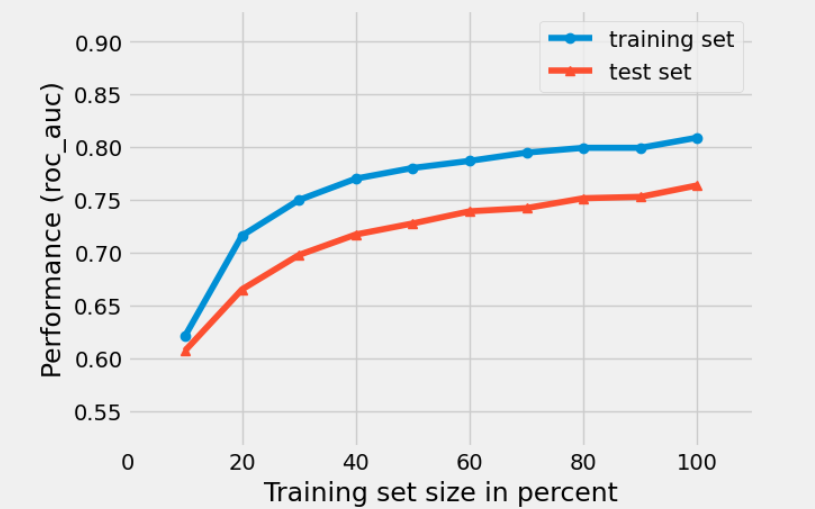 training set
test set
0.90
0.85
0.80
0.75
0.70
0.65
0.60
0.55
Performance (roc_auc)
0 20 40 60 80 100
Training set size in percent